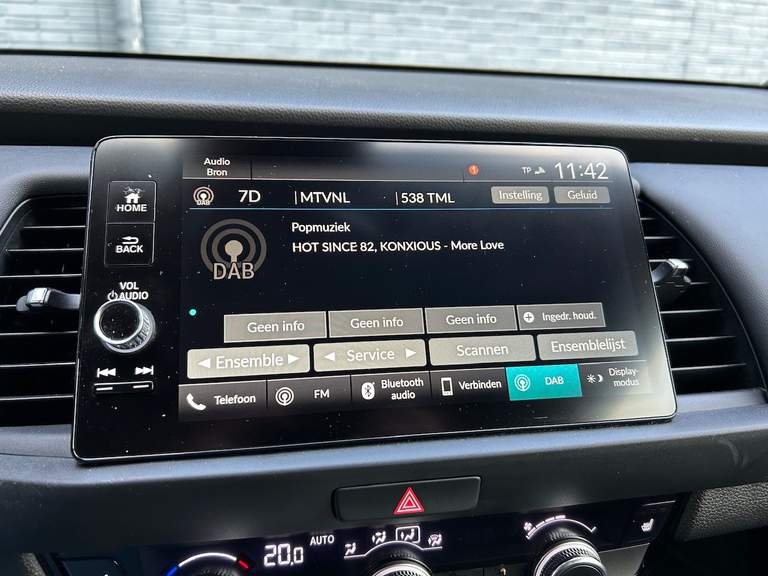 Audio
Bron
1
TP
11:42
HOME
DAB
7D
MTVNL
538 TML
Instelling
Geluid
BACK
DAB
Popmuziek
HOT SINCE 82, KONXIOUS - More Love
VOL
AUDIO
Geen info
Geen info
Geen info
Ingedr. houd.
Ensemble
Service
Scannen
Ensemblelijst
Telefoon
FM
Bluetooth
audio
Verbinden
DAB
Display-
modus
20.0
AUTO